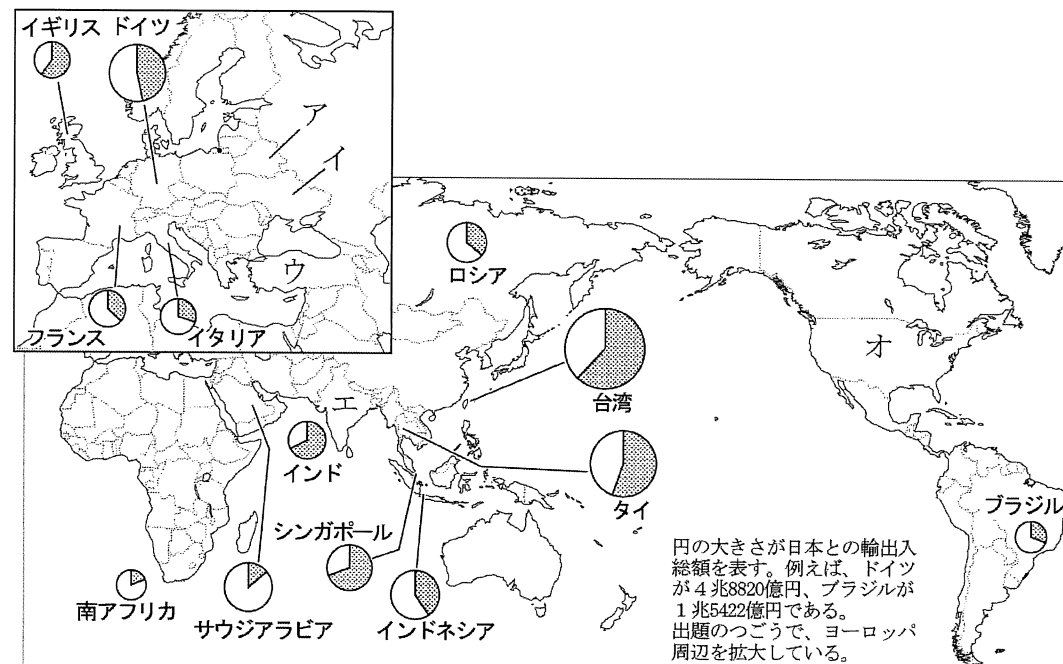 イギリス ドイツ
ア
イ
ウ
フランス
イタリア
ロシア
オ
台湾
エ
インド
タイ
ブラジル
シンガポール
南アフリカ
サウジアラビア
インドネシア
円の大きさが日本との輸出入
総額を表す。例えば、ドイツ
が4兆8820億円、ブラジルが
1兆5422億円である。
出題のつごうで、ヨーロッパ
周辺を拡大している。